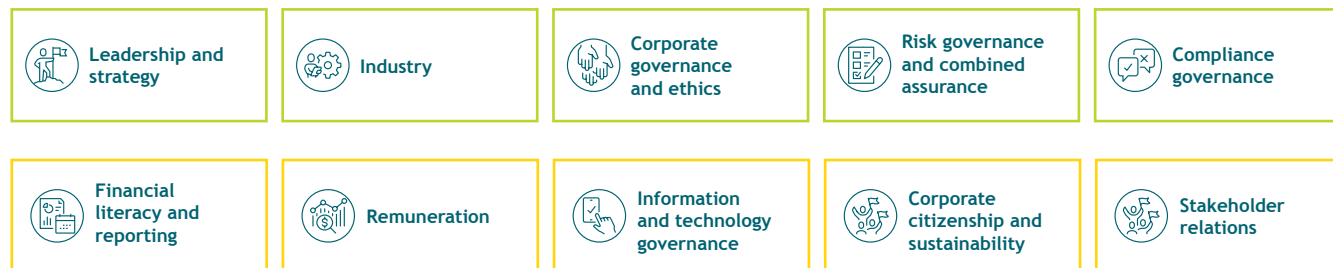 Leadership and
strategy
Industry
Corporate
governance
and ethics
Risk governance
and combined
assurance
Compliance
governance
Financial
literacy and
reporting
Remuneration
Information
and technology
governance
Corporate
citizenship and
sustainability
Stakeholder
relations